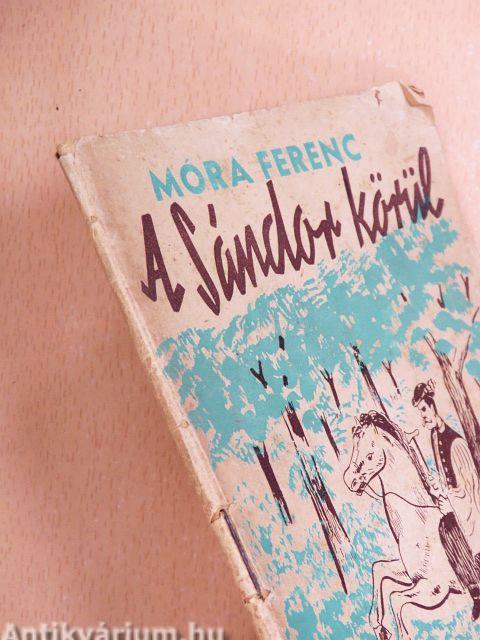 MÓRA FERENC
A Sándor körül
Antikvárium.hu